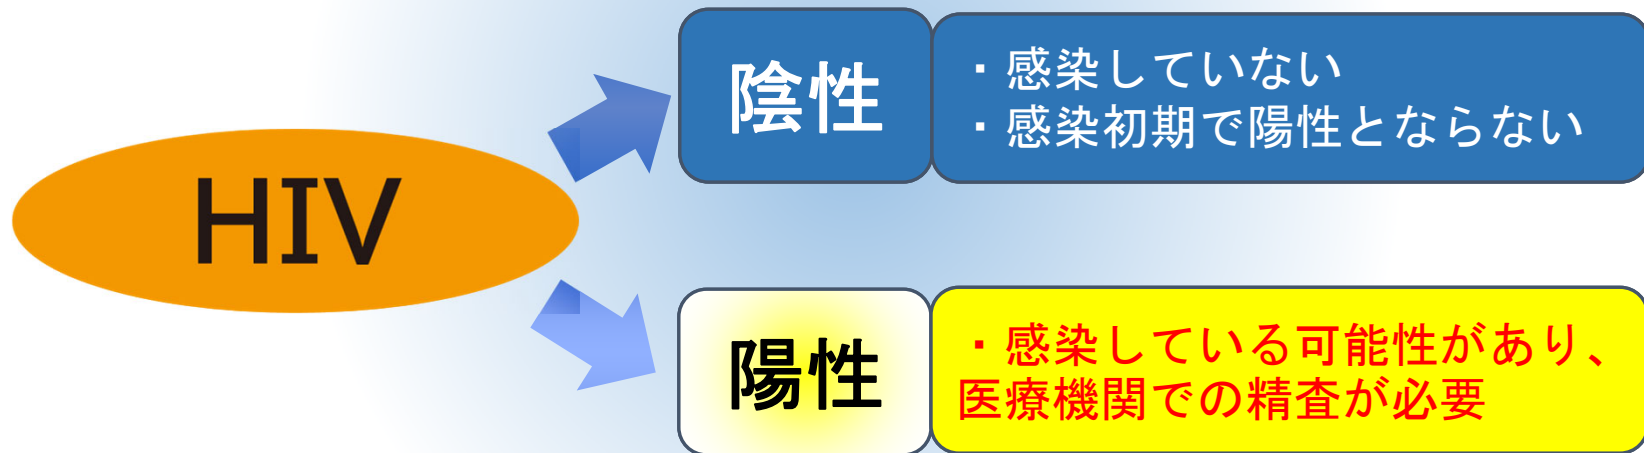 HIV
陰性
・感染していない
・感染初期で陽性とならない
陽性
・感染している可能性があり、
医療機関での精査が必要